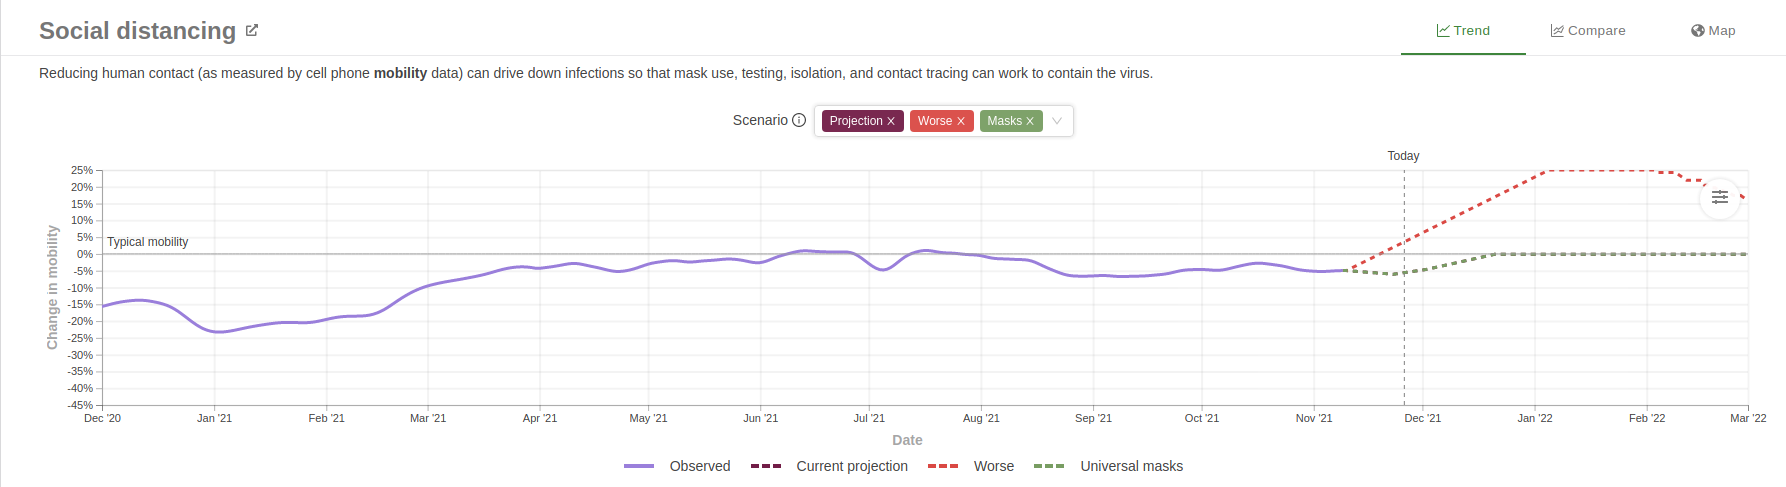 Social distancing
Trend Compare Map
Reducing human contact (as measured by cell phone mobility data) can drive down infections so that mask use, testing, isolation, and contact tracing can work to contain the virus.
Scenario Projection Worse Masks
Today
25%
20%
15%
10%
5%
0%
-5%
-10%
-15%
-20%
-25%
-30%
-35%
-40%
-45%
Change in mobility
Typical mobility
Dec '20 Jan '21 Feb '21 Mar '21 Apr '21 May '21 Jun '21 Jul '21 Aug '21 Sep '21 Oct '21 Nov '21 Dec '21 Jan '22 Feb '22 Mar '22
Date
Observed Current projection Worse Universal masks